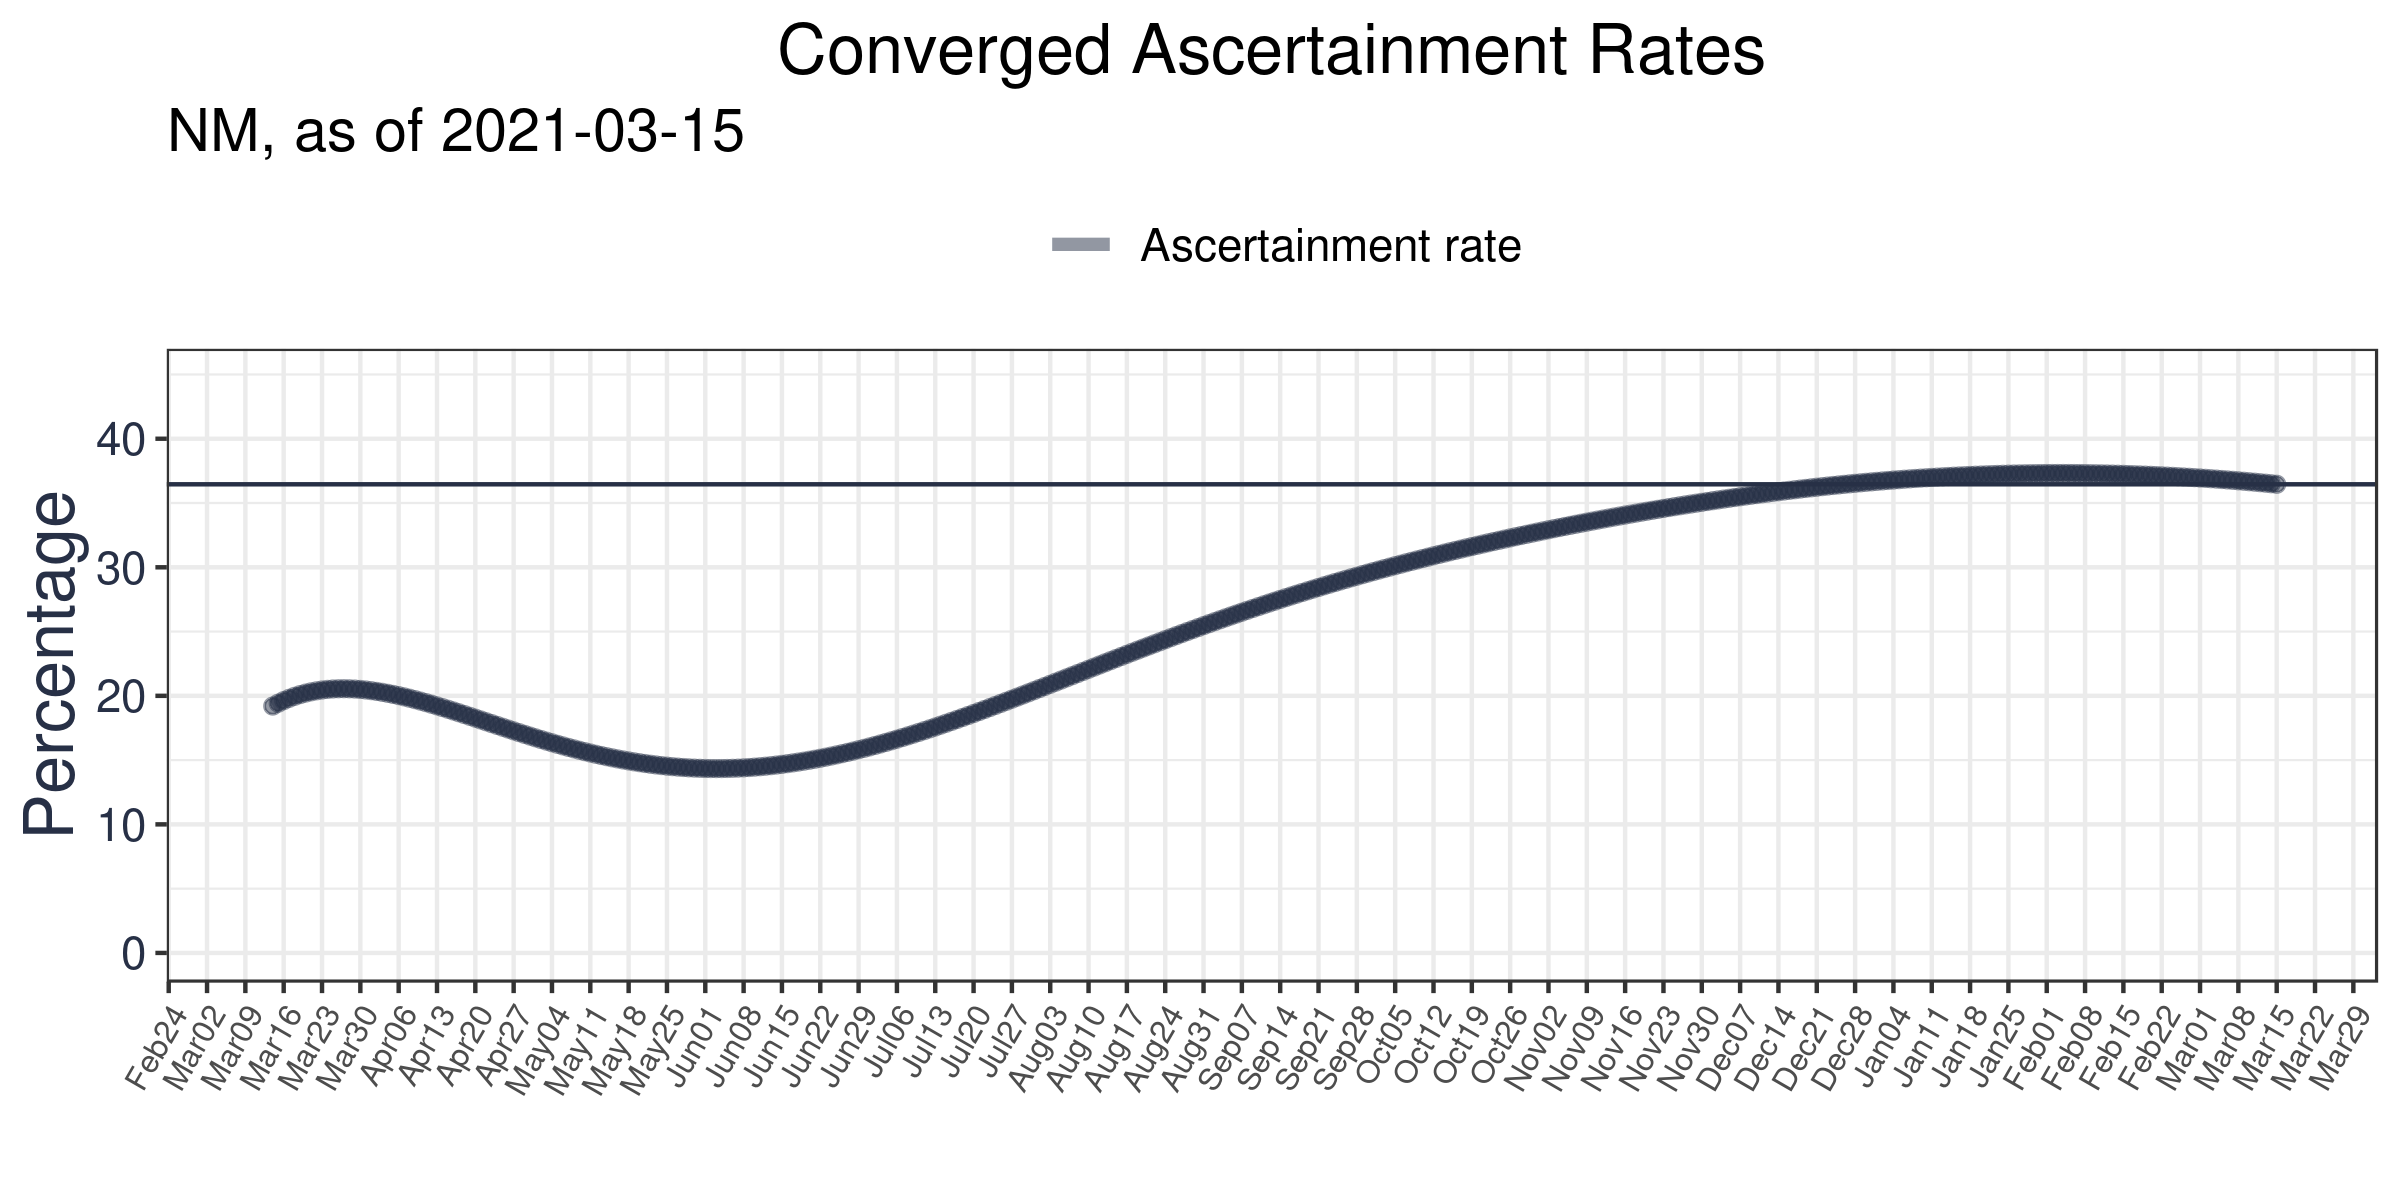 Converged Ascertainment Rates
NM, as of 2021-03-15
Ascertainment rate
Percentage
40
30
20
10
0
Feb24
Mar02
Mar09
Mar16
Mar23
Mar30
Apr06
Apr13
Apr20
Apr27
May04
May11
May18
May25
Jun01
Jun08
Jun15
Jun22
Jun29
Jul06
Jul13
Jul20
Jul27
Aug03
Aug10
Aug17
Aug24
Aug31
Sep07
Sep14
Sep21
Sep28
Oct05
Oct12
Oct19
Oct26
Nov02
Nov09
Nov16
Nov23
Nov30
Dec07
Dec14
Dec21
Dec28
Jan04
Jan11
Jan18
Jan25
Feb01
Feb08
Feb15
Feb22
Mar01
Mar08
Mar15
Mar22
Mar29